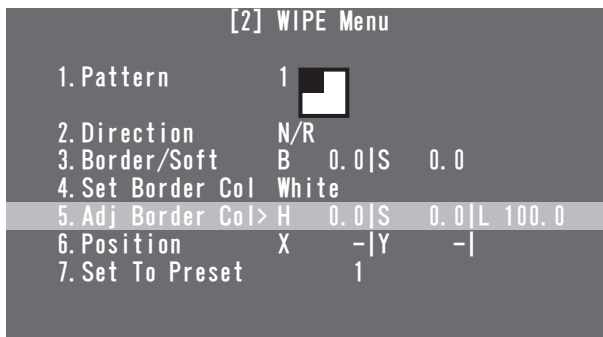 [2] WIPE Menu
1.Pattern 1
2.Direction N/R
3.Border/Soft B 0.0|S 0.0
4.Set Border Col White
5.Adj Border Col> H 0.0|S 0.0|L 100.0
6.Position X -|Y -|
7.Set To Preset 1